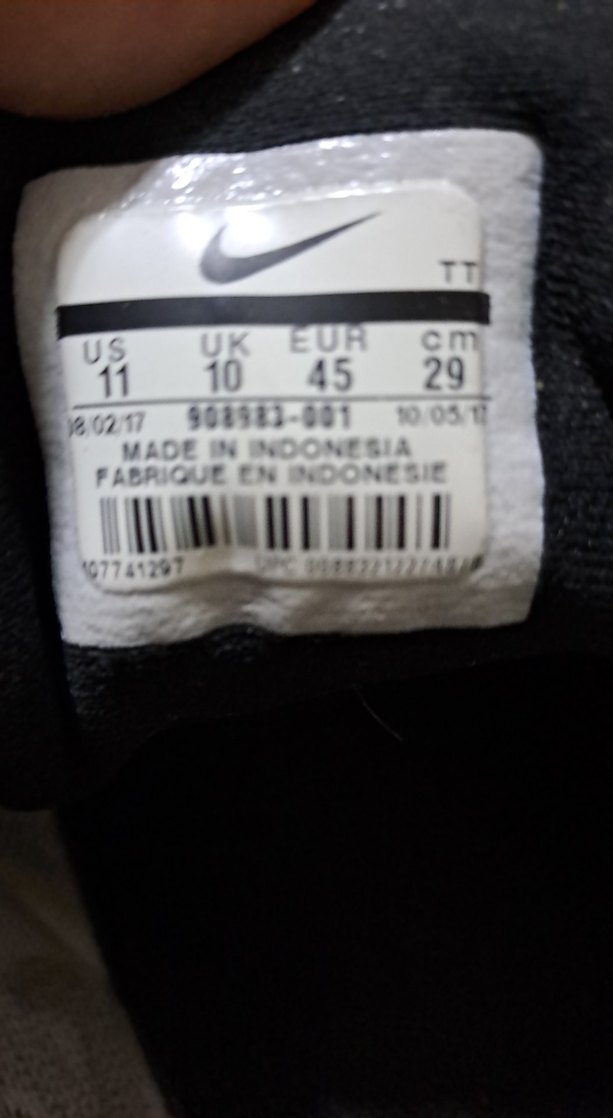 TT
US UK EUR cm
11 10 45 29
08/02/17 908983-001 10/05/17
MADE IN INDONESIA
FABRIQUE EN INDONESIE
UPC